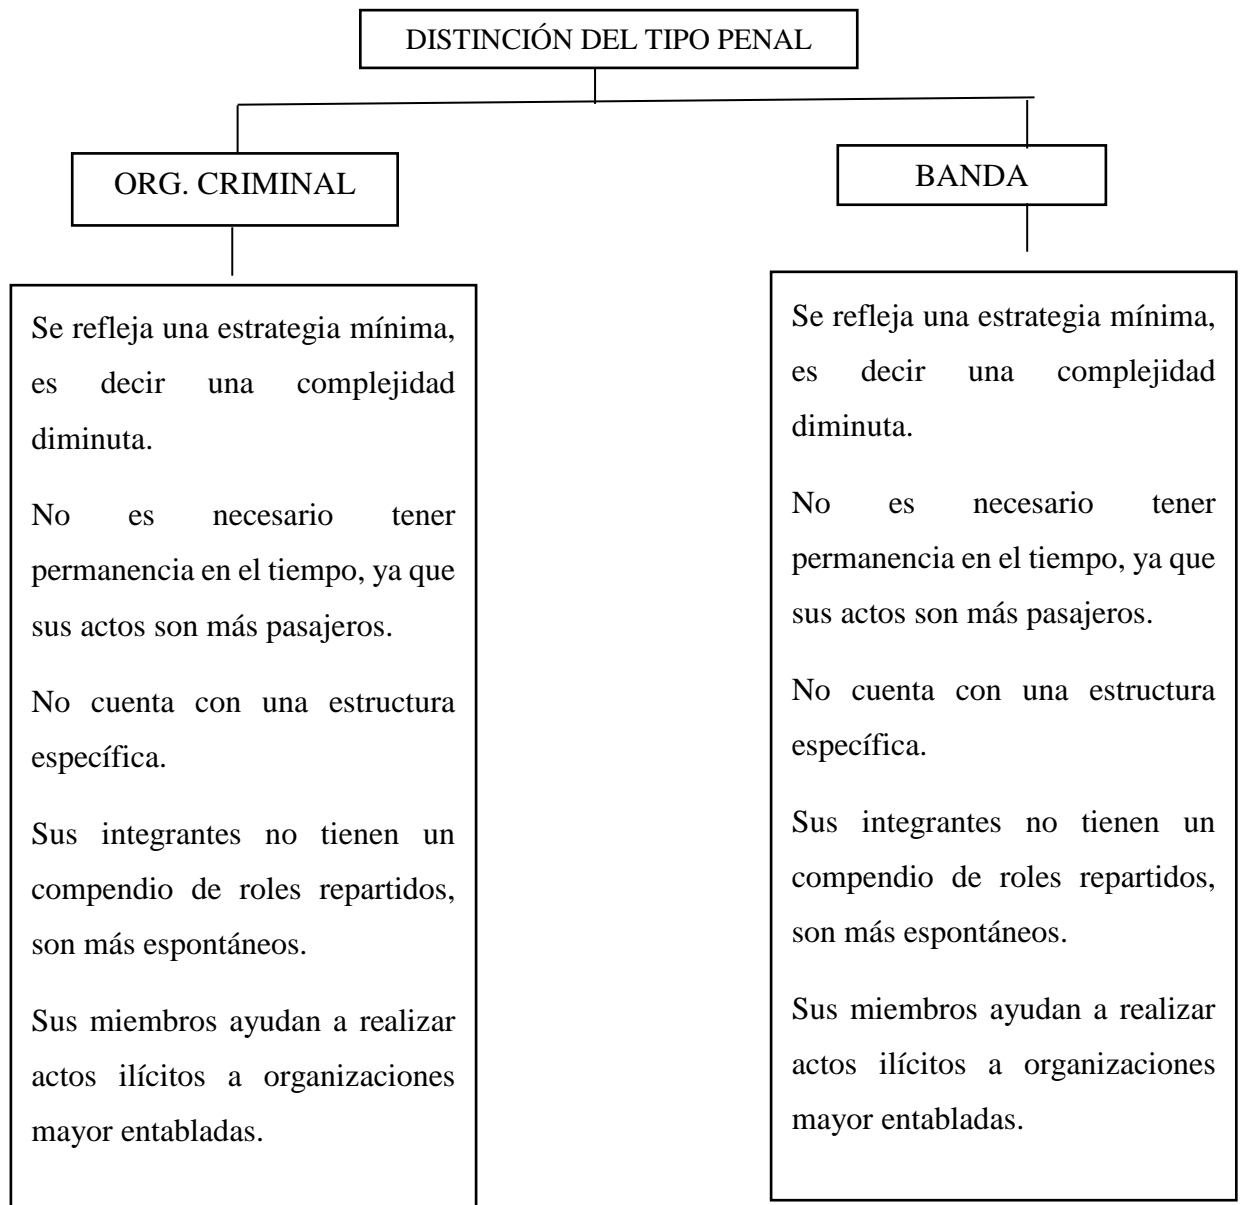 DISTINCIÓN DEL TIPO PENAL
ORG. CRIMINAL
Se refleja una estrategia mínima,
es decir una complejidad
diminuta.
No es necesario tener
permanencia en el tiempo, ya que
sus actos son más pasajeros.
No cuenta con una estructura
específica.
Sus integrantes no tienen un
compendio de roles repartidos,
son más espontáneos.
Sus miembros ayudan a realizar
actos ilícitos a organizaciones
mayor entabladas.
BANDA
Se refleja una estrategia mínima,
es decir una complejidad
diminuta.
No es necesario tener
permanencia en el tiempo, ya que
sus actos son más pasajeros.
No cuenta con una estructura
específica.
Sus integrantes no tienen un
compendio de roles repartidos,
son más espontáneos.
Sus miembros ayudan a realizar
actos ilícitos a organizaciones
mayor entabladas.